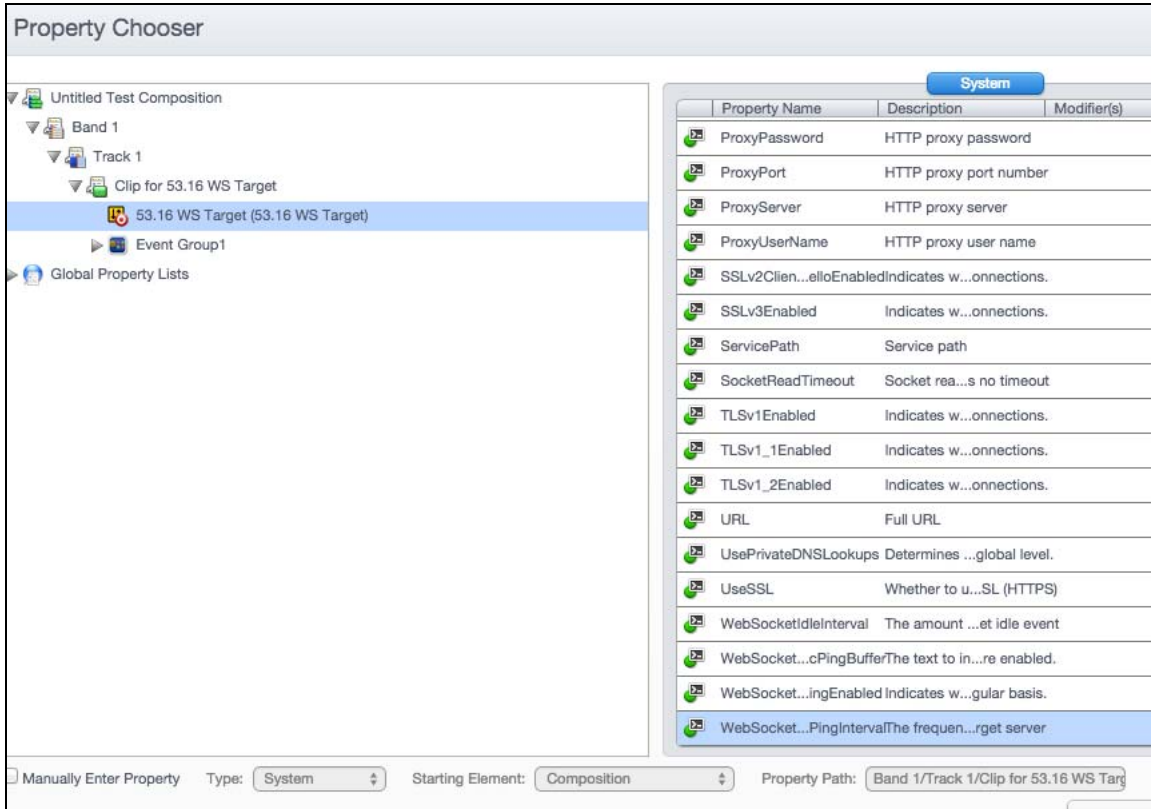 Property Chooser
Untitled Test Composition
Band 1
Track 1
Clip for 53.16 WS Target
53.16 WS Target (53.16 WS Target)
Event Group1
Global Property Lists
System
Property Name Description Modifier(s)
ProxyPassword HTTP proxy password
ProxyPort HTTP proxy port number
ProxyServer HTTP proxy server
ProxyUserName HTTP proxy user name
SSLv2Clien...elloEnabled Indicates w...onnections.
SSLv3Enabled Indicates w...onnections.
ServicePath Service path
SocketReadTimeout Socket rea...s no timeout
TLSv1Enabled Indicates w...onnections.
TLSv1_1Enabled Indicates w...onnections.
TLSv1_2Enabled Indicates w...onnections.
URL Full URL
UsePrivateDNSLookups Determines ...global level.
UseSSL Whether to u...SL (HTTPS)
WebSocketIdleInterval The amount ...et idle event
WebSocket...cPingBuffer The text to in...re enabled.
WebSocket...ingEnabled Indicates w...gular basis.
WebSocket...PingInterval The frequen...rget server
Manually Enter Property Type: System Starting Element: Composition Property Path: Band 1/Track 1/Clip for 53.16 WS Targ